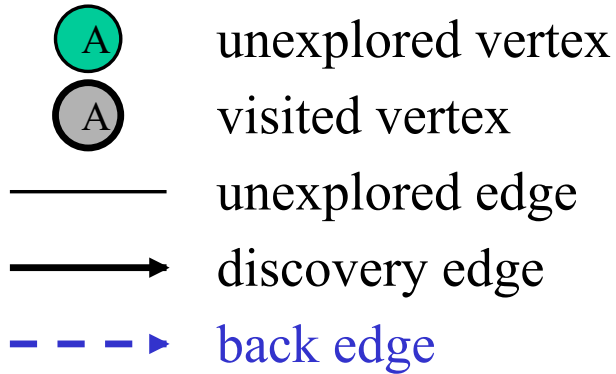 A unexplored vertex
A visited vertex
unexplored edge
discovery edge
back edge